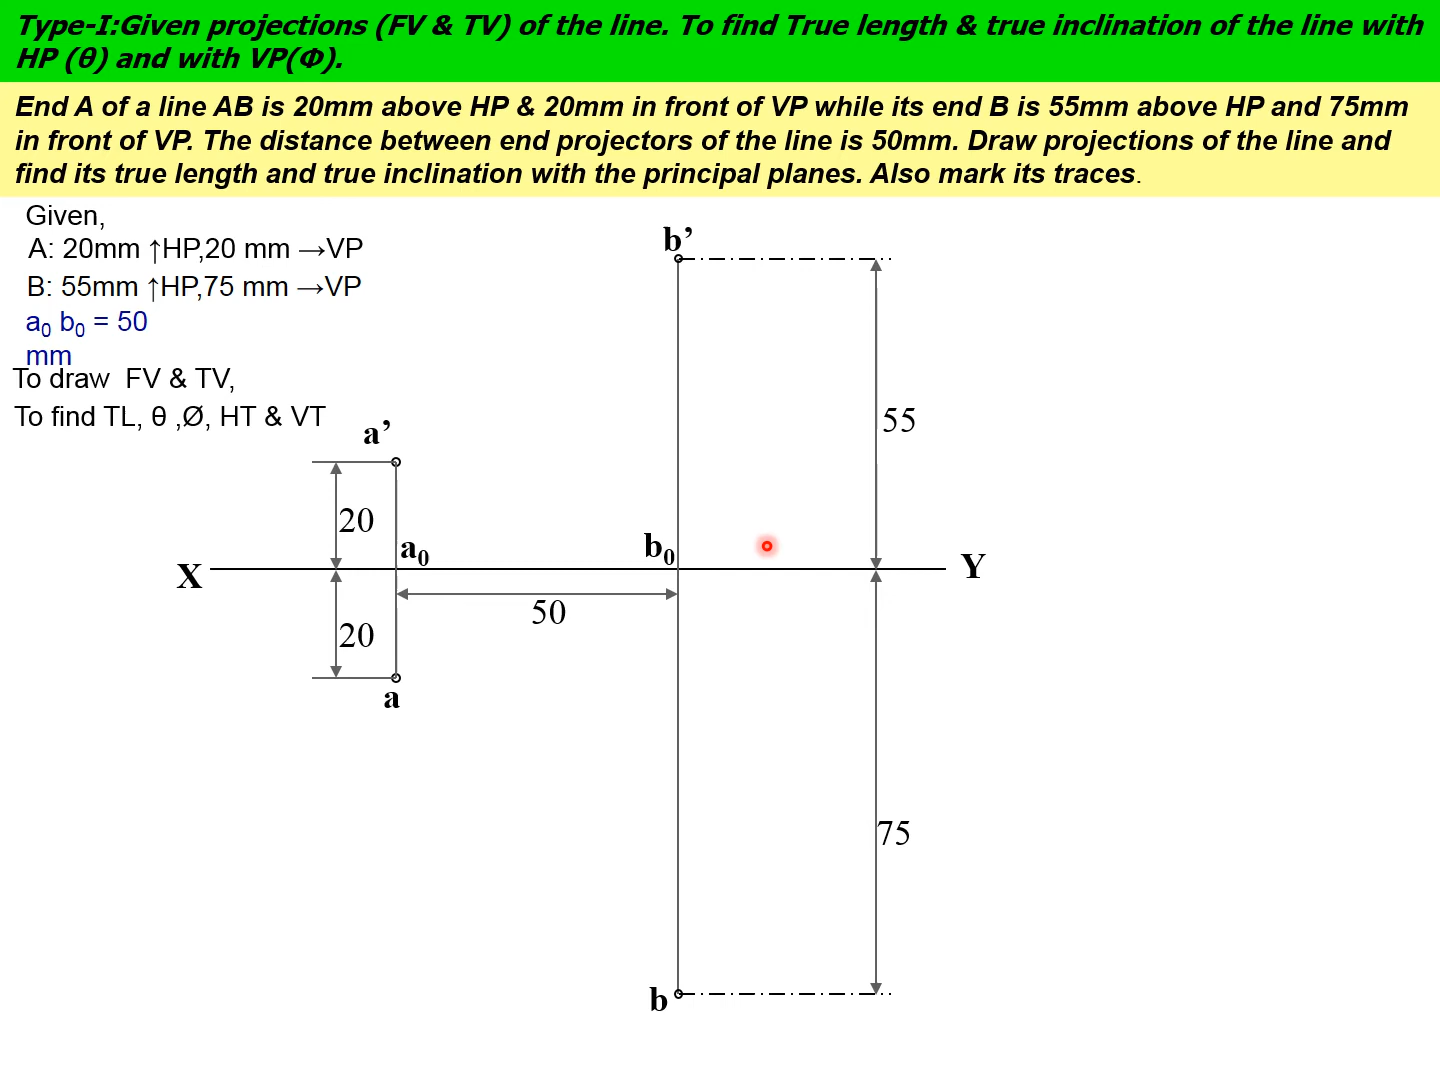 Type-I:Given projections (FV & TV) of the line. To find True length & true inclination of the line with
HP (θ) and with VP(Φ).
End A of a line AB is 20mm above HP & 20mm in front of VP while its end B is 55mm above HP and 75mm
in front of VP. The distance between end projectors of the line is 50mm. Draw projections of the line and
find its true length and true inclination with the principal planes. Also mark its traces.
Given,
A: 20mm ↑HP,20 mm →VP
B: 55mm ↑HP,75 mm →VP
a₀ b₀ = 50
mm
To draw FV & TV,
To find TL, θ ,Ø, HT & VT
b’
55
a’
20
a₀
b₀
X
Y
50
20
a
75
b